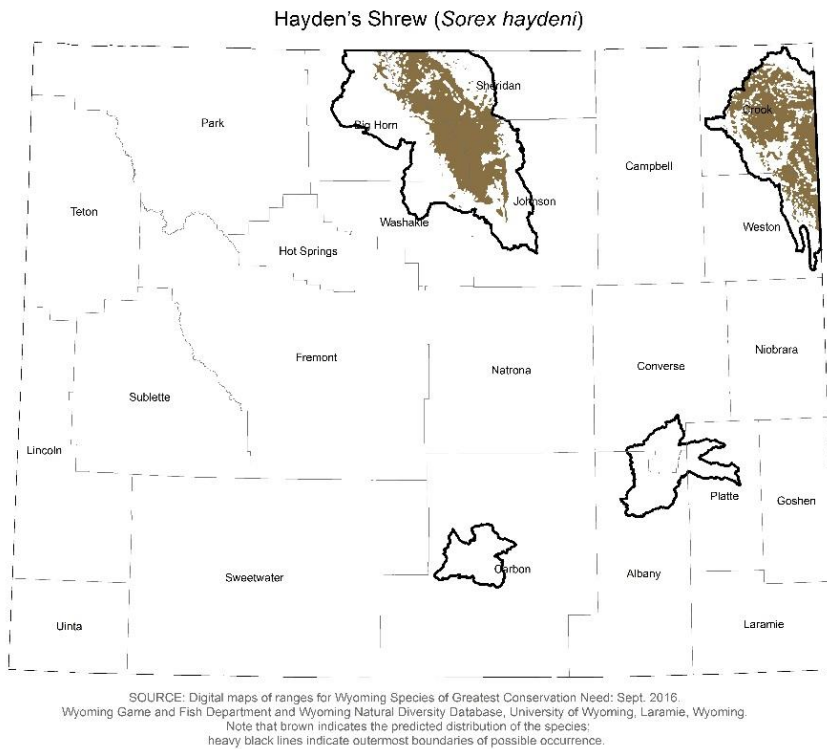 Hayden's Shrew (Sorex haydeni)
Sheridan
Park
Big Horn
Crook
Campbell
Teton
Johnson
Washakie
Weston
Hot Springs
Fremont
Natrona
Converse
Niobrara
Sublette
Lincoln
Platte
Goshen
Sweetwater
Carbon
Albany
Uinta
Laramie
SOURCE: Digital maps of ranges for Wyoming Species of Greatest Conservation Need: Sept. 2016.
Wyoming Game and Fish Department and Wyoming Natural Diversity Database, University of Wyoming, Laramie, Wyoming.
Note that brown indicates the predicted distribution of the species;
heavy black lines indicate outermost boundaries of possible occurrence.